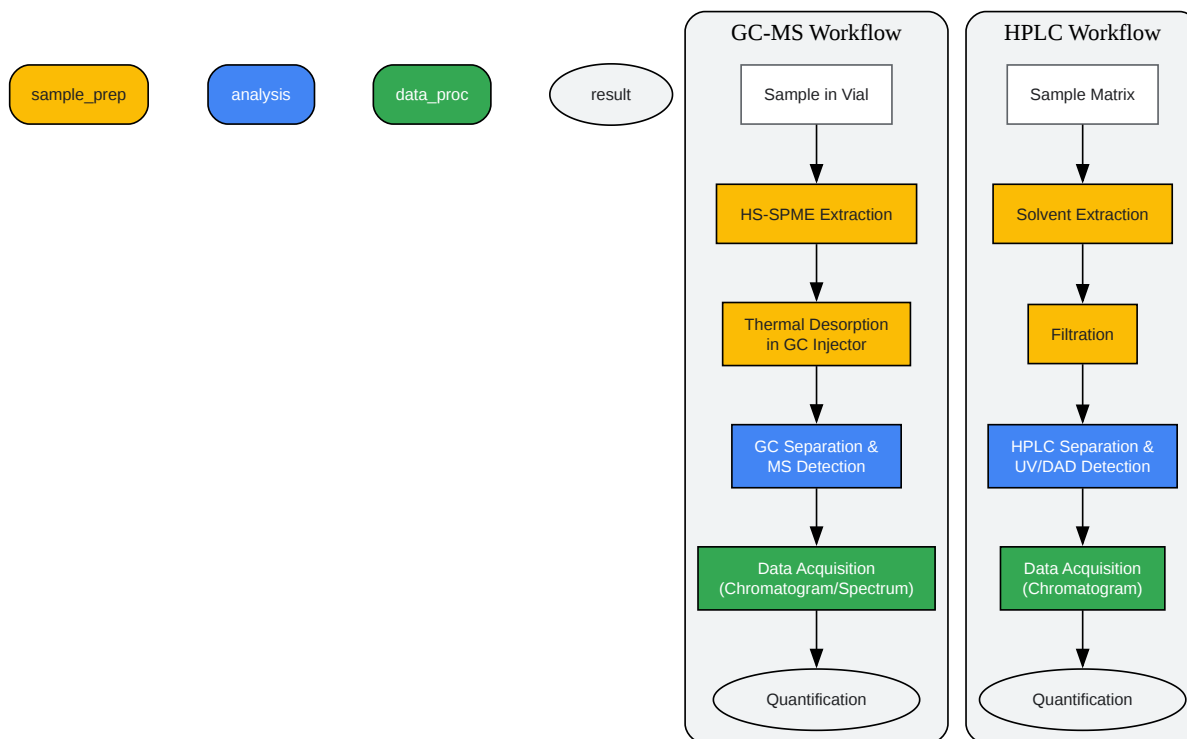 sample_prep
analysis
data_proc
result
GC-MS Workflow
Sample in Vial
HS-SPME Extraction
Thermal Desorption
in GC Injector
GC Separation &
MS Detection
Data Acquisition
(Chromatogram/Spectrum)
Quantification
HPLC Workflow
Sample Matrix
Solvent Extraction
Filtration
HPLC Separation &
UV/DAD Detection
Data Acquisition
(Chromatogram)
Quantification